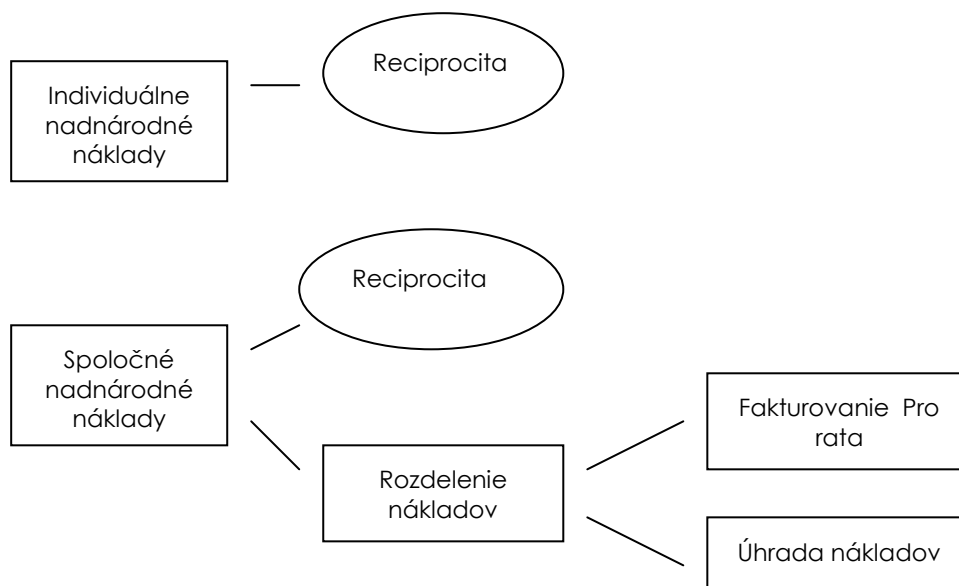 Reciprocita
Individuálne
nadnárodné
náklady
Reciprocita
Spoločné
nadnárodné
náklady
Fakturovanie  Pro
rata
Rozdelenie
nákladov
Úhrada nákladov